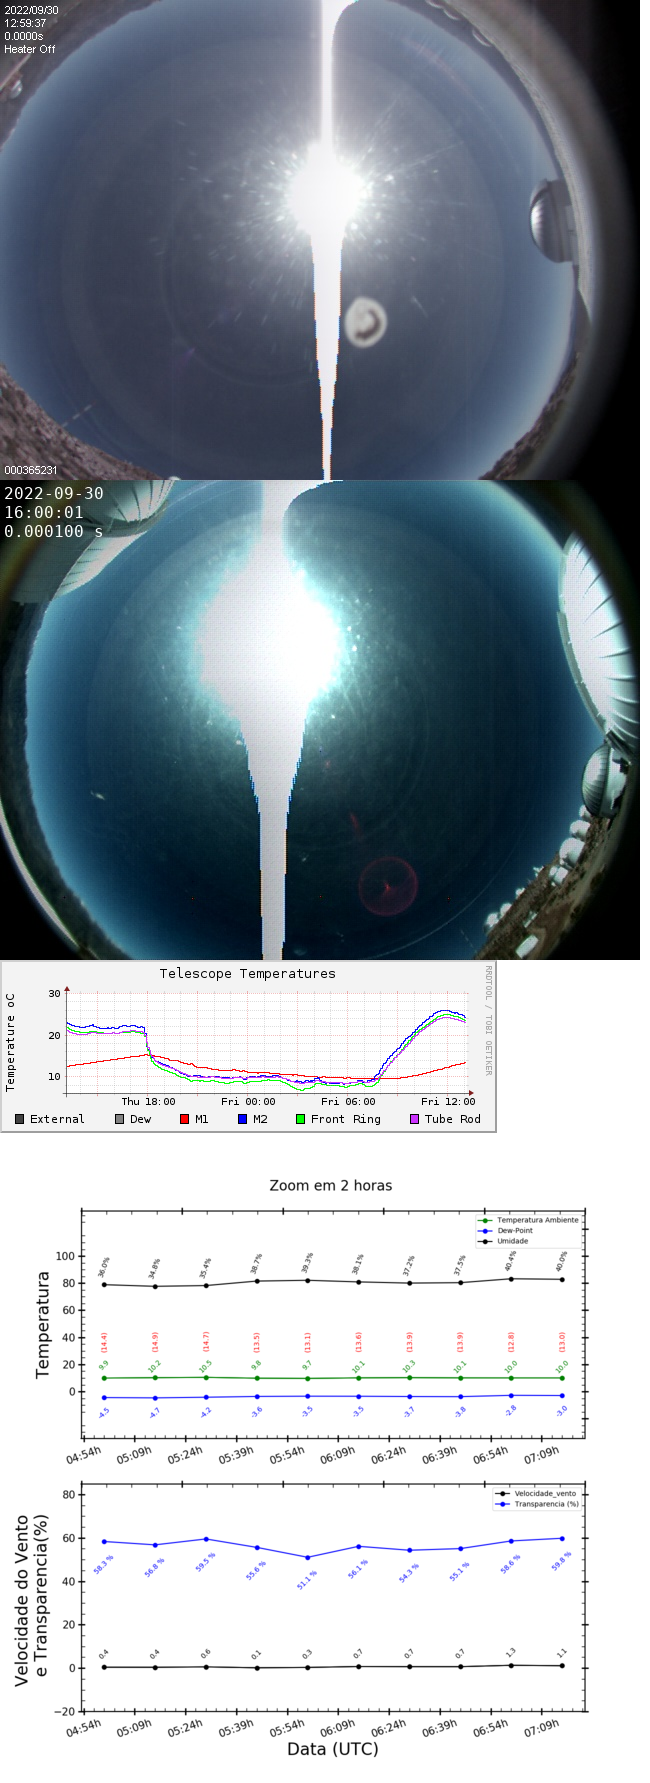 2022/09/30
12:59:37
0.0000s
Heater Off
000365231
2022-09-30
16:00:01
0.000100 s
Telescope Temperatures
RRDTOOL / TOBI OETIKER
Temperature oC
30
20
10
Thu 18:00 Fri 00:00 Fri 06:00 Fri 12:00
External Dew M1 M2 Front Ring Tube Rod
Zoom em 2 horas
Temperatura Ambiente
Dew-Point
Umidade
Temperatura
100
80
60
40
20
0
36.0% 34.8% 35.4% 38.7% 39.3% 38.1% 37.2% 37.5% 40.4% 40.0%
(14.4) (14.9) (14.7) (13.5) (13.1) (13.6) (13.9) (13.9) (12.8) (13.0)
9.9 10.2 10.5 9.8 9.7 10.1 10.3 10.1 10.0 10.0
-4.5 -4.7 -4.2 -3.6 -3.5 -3.5 -3.7 -3.8 -2.8 -3.0
04:54h 05:09h 05:24h 05:39h 05:54h 06:09h 06:24h 06:39h 06:54h 07:09h
Velocidade_vento
Transparencia (%)
Velocidade do Vento
e Transparencia(%)
80
60
40
20
0
−20
58.3 % 56.8 % 59.5 % 55.6 % 51.1 % 56.1 % 54.3 % 55.1 % 58.6 % 59.8 %
0.4 0.4 0.6 0.1 0.3 0.7 0.7 0.7 1.3 1.1
04:54h 05:09h 05:24h 05:39h 05:54h 06:09h 06:24h 06:39h 06:54h 07:09h
Data (UTC)